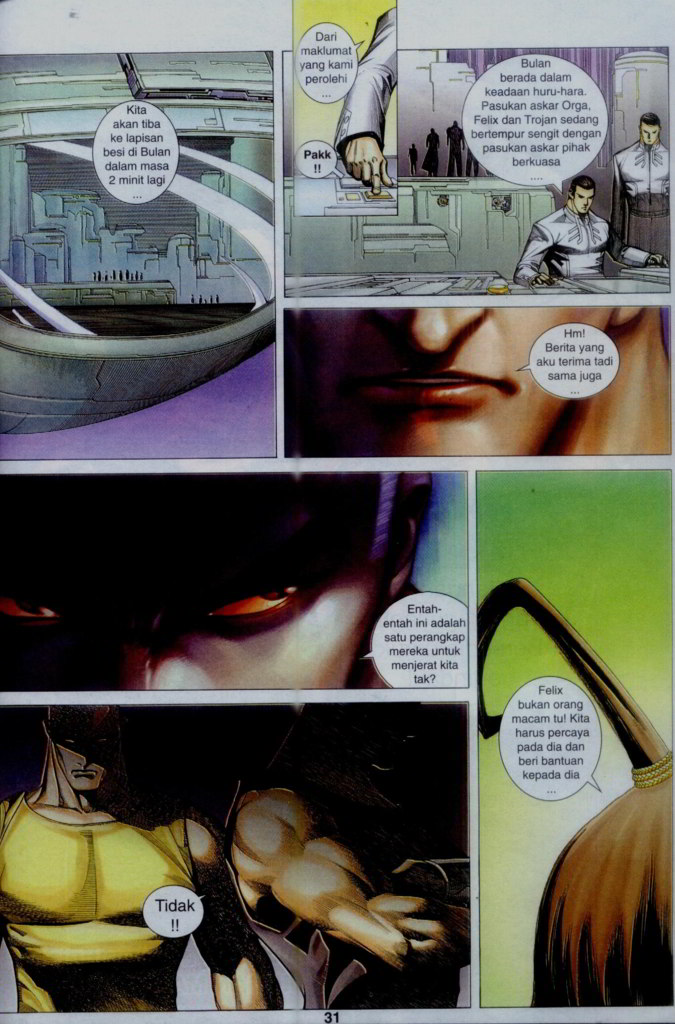 Kita
akan tiba
ke lapisan
besi di Bulan
dalam masa
2 minit lagi
...
Dari
maklumat
yang kami
perolehi
...
Pakk
!!
Bulan
berada dalam
keadaan huru-hara.
Pasukan askar Orga,
Felix dan Trojan sedang
bertempur sengit dengan
pasukan askar pihak
berkuasa
....
Hm!
Berita yang
aku terima tadi
sama juga
...
Entah-
entah ini adalah
satu perangkap
mereka untuk
menjerat kita
tak?
Felix
bukan orang
macam tu! Kita
harus percaya
pada dia dan
beri bantuan
kepada dia
...
Tidak
!!
31